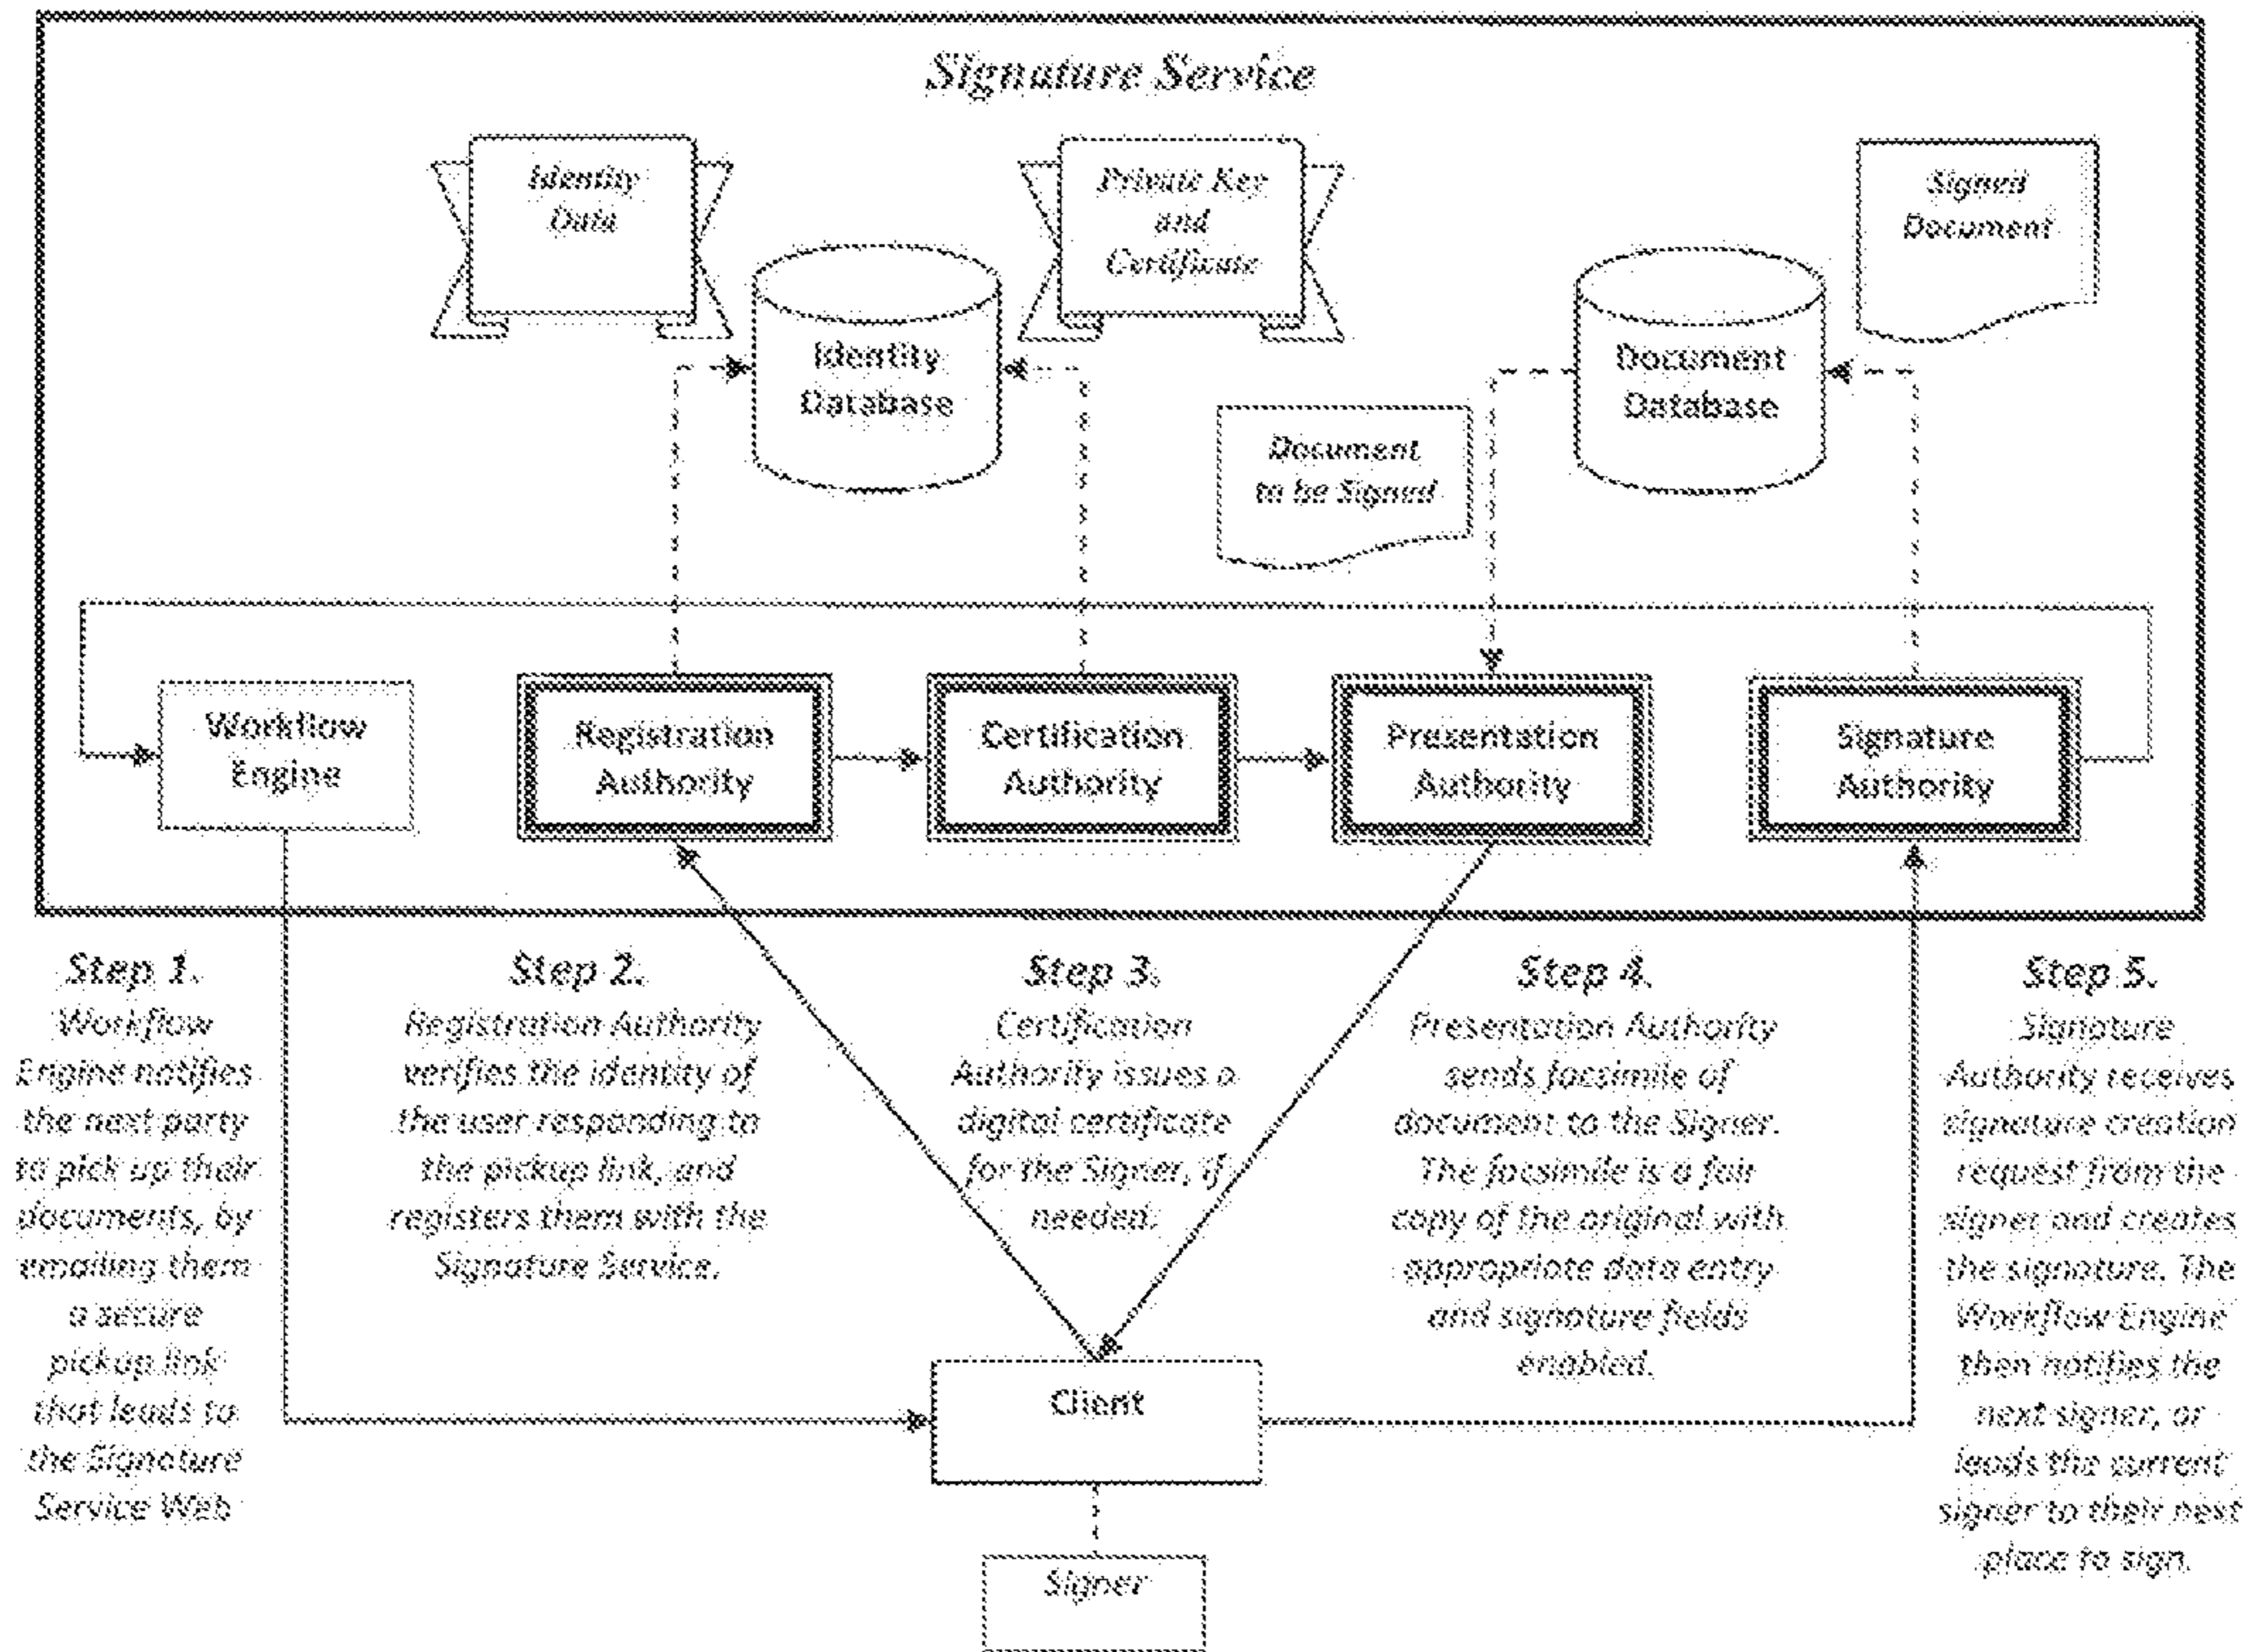 Signature Service
Identity
Data
Private Key
and
Certificate
Signed
Document
Identity
Database
Document
Database
Document
to be Signed
Workflow
Engine
Registration
Authority
Certification
Authority
Presentation
Authority
Signature
Authority
Step 1.
Workflow
Engine notifies
the next party
to pick up their
documents, by
emailing them
a secure
pickup link
that leads to
the Signature
Service Web
Step 2.
Registration Authority
verifies the identity of
the user responding to
the pickup link, and
registers them with the
Signature Service.
Step 3.
Certification
Authority issues a
digital certificate
for the Signer, if
needed.
Step 4.
Presentation Authority
sends facsimile of
document to the Signer.
The facsimile is a fair
copy of the original with
appropriate data entry
and signature fields
enabled.
Step 5.
Signature
Authority receives
signature creation
request from the
signer and creates
the signature. The
Workflow Engine
then notifies the
next signer, or
leads the current
signer to their next
place to sign.
Client
Signer